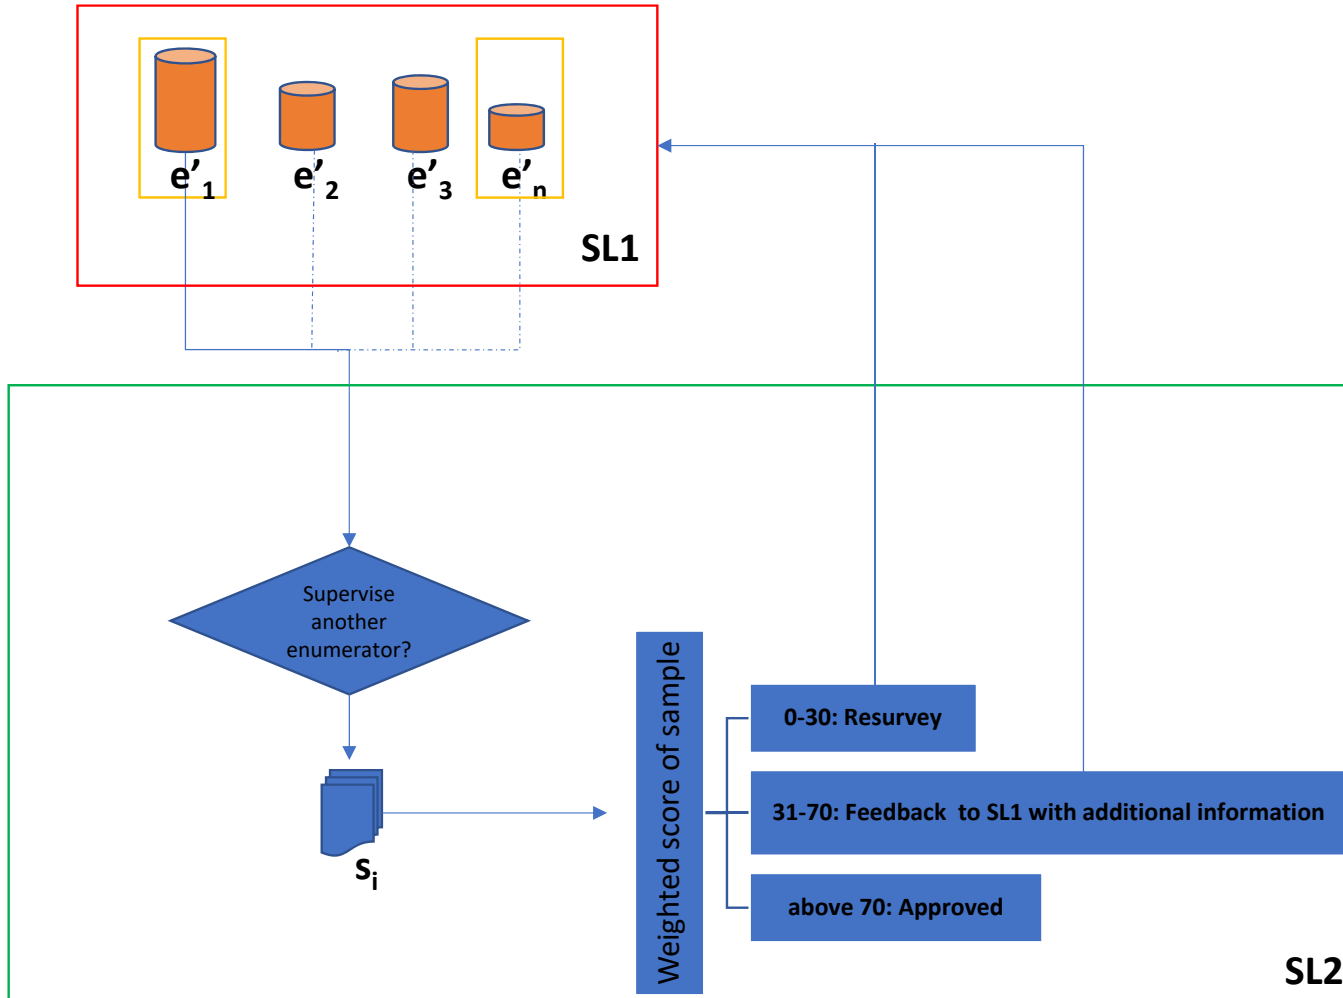 e’1 e’2 e’3 e’n
SL1
Supervise
another
enumerator?
si
Weighted score of sample
0-30: Resurvey
31-70: Feedback to SL1 with additional information
above 70: Approved
SL2